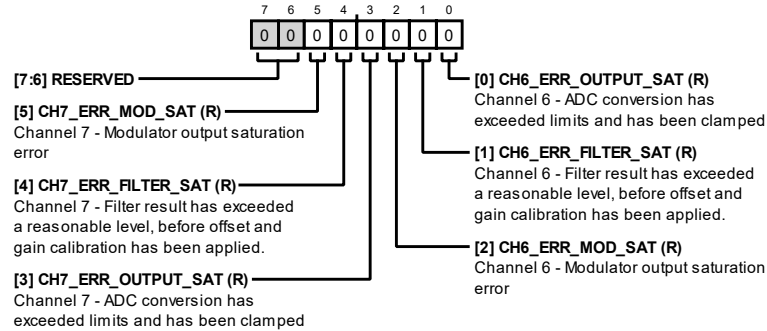 7 6 5 4 3 2 1 0
0 0 0 0 0 0 0 0
[7:6] RESERVED
[5] CH7_ERR_MOD_SAT (R)
Channel 7 - Modulator output saturation
error
[4] CH7_ERR_FILTER_SAT (R)
Channel 7 - Filter result has exceeded
a reasonable level, before offset and
gain calibration has been applied.
[3] CH7_ERR_OUTPUT_SAT (R)
Channel 7 - ADC conversion has
exceeded limits and has been clamped
[0] CH6_ERR_OUTPUT_SAT (R)
Channel 6 - ADC conversion has
exceeded limits and has been clamped
[1] CH6_ERR_FILTER_SAT (R)
Channel 6 - Filter result has exceeded
a reasonable level, before offset and
gain calibration has been applied.
[2] CH6_ERR_MOD_SAT (R)
Channel 6 - Modulator output saturation
error